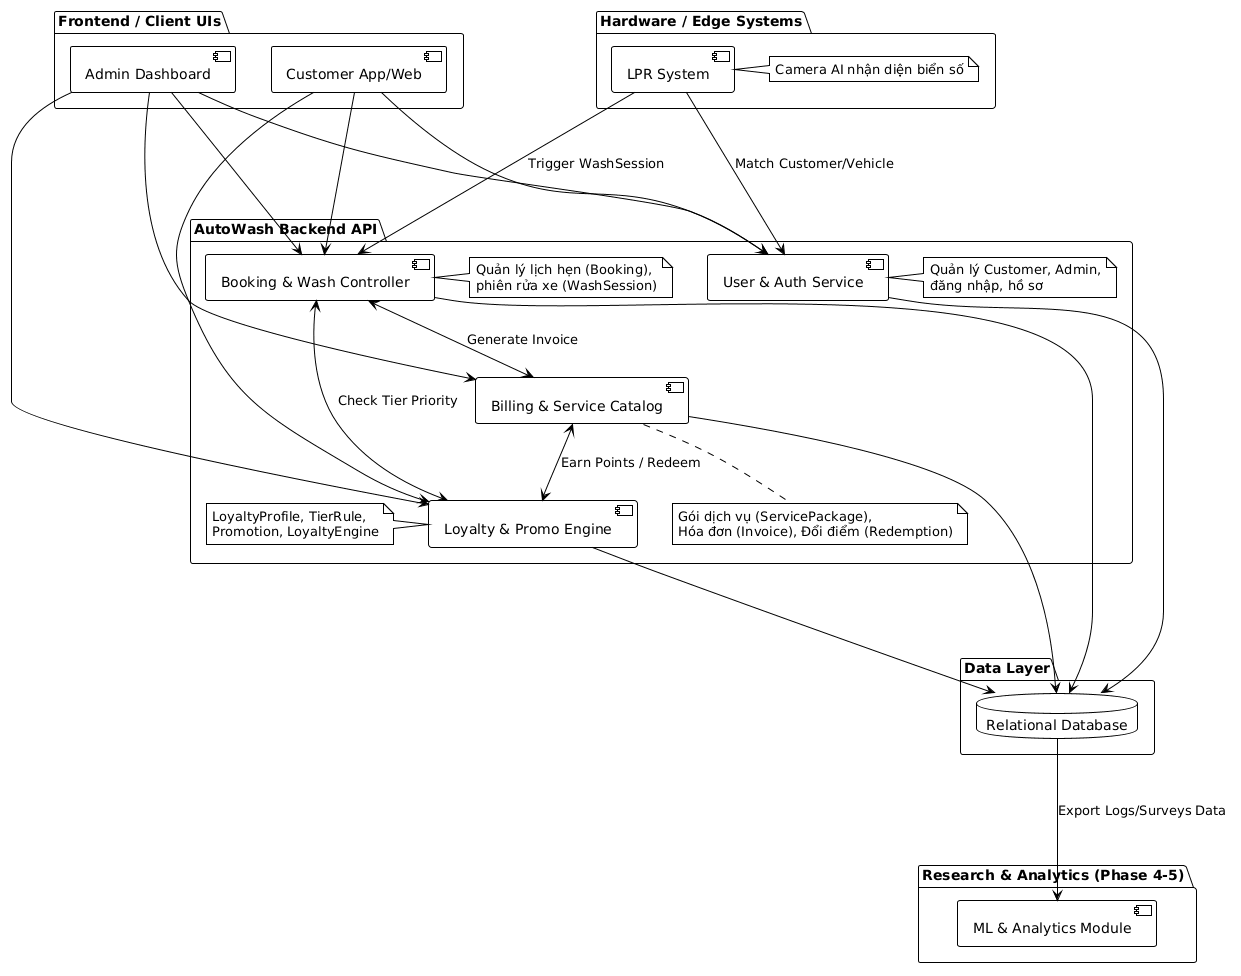 Frontend / Client UIs
Admin Dashboard
Customer App/Web
Hardware / Edge Systems
LPR System
Camera AI nhận diện biển số
Trigger WashSession
Match Customer/Vehicle
AutoWash Backend API
Booking & Wash Controller
Quản lý lịch hẹn (Booking),
phiên rửa xe (WashSession)
User & Auth Service
Quản lý Customer, Admin,
đăng nhập, hồ sơ
Generate Invoice
Check Tier Priority
Billing & Service Catalog
Earn Points / Redeem
LoyaltyProfile, TierRule,
Promotion, LoyaltyEngine
Loyalty & Promo Engine
Gói dịch vụ (ServicePackage),
Hóa đơn (Invoice), Đổi điểm (Redemption)
Data Layer
Relational Database
Export Logs/Surveys Data
Research & Analytics (Phase 4-5)
ML & Analytics Module